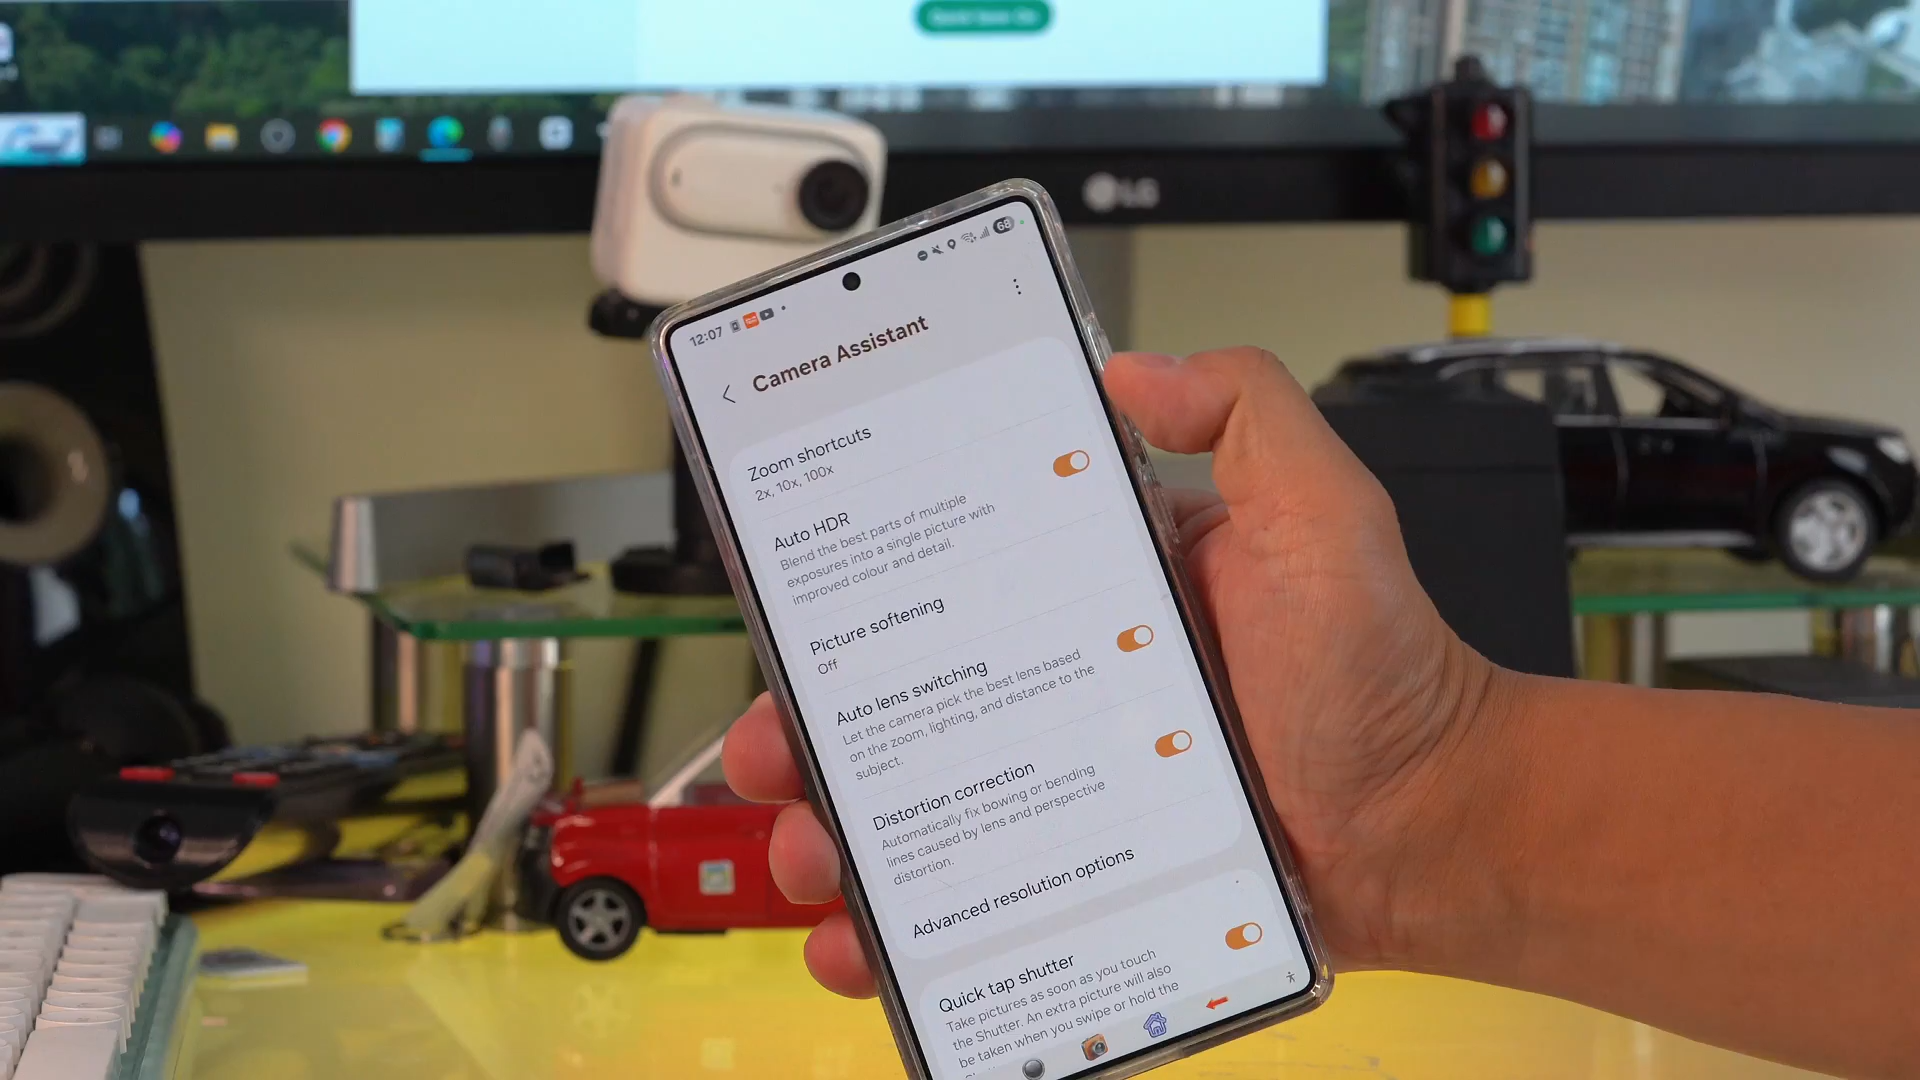 LG
12:07
68
Camera Assistant
Zoom shortcuts
2x, 10x, 100x
Auto HDR
Blend the best parts of multiple
exposures into a single picture with
improved colour and detail.
Picture softening
Off
Auto lens switching
Let the camera pick the best lens based
on the zoom, lighting, and distance to the
subject.
Distortion correction
Automatically fix bowing or bending
lines caused by lens and perspective
distortion.
Advanced resolution options
Quick tap shutter
Take pictures as soon as you touch
the Shutter. An extra picture will also
be taken when you swipe or hold the